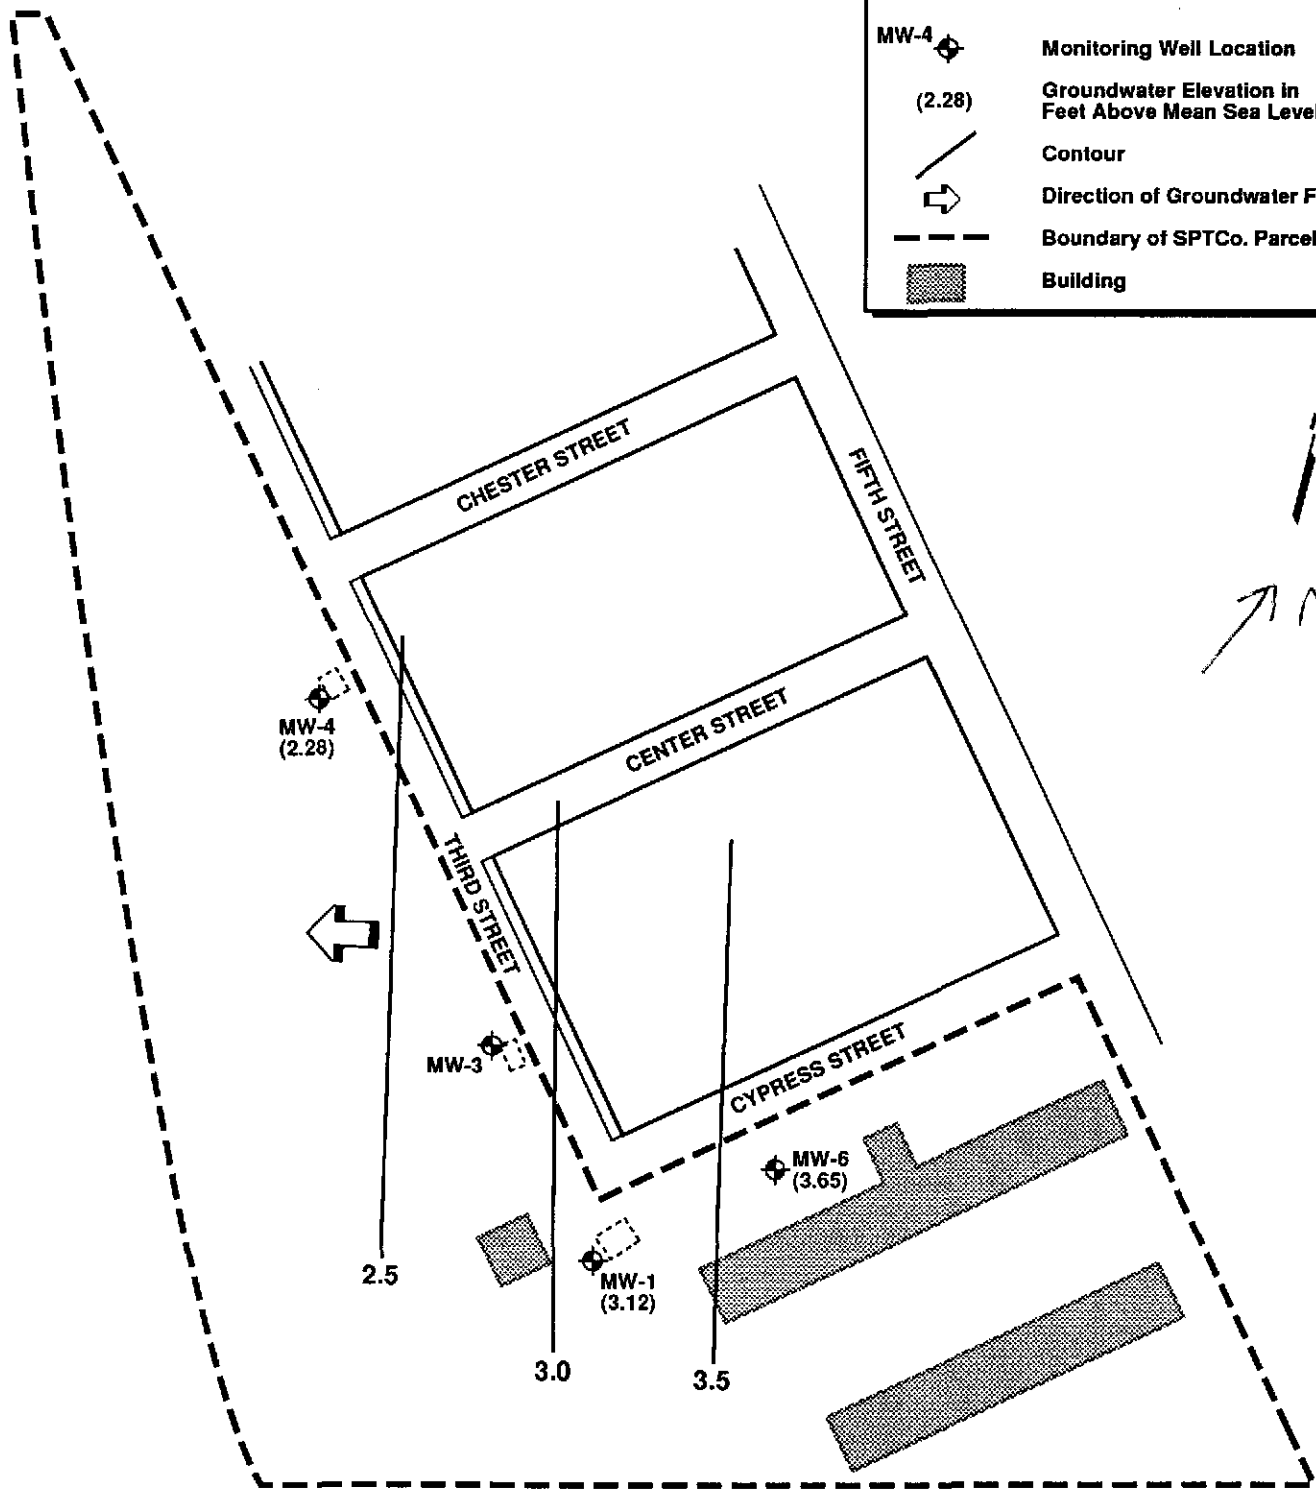 MW-4
Monitoring Well Location
(2.28)
Groundwater Elevation in
Feet Above Mean Sea Level
Contour
Direction of Groundwater F
Boundary of SPTCo. Parcel
Building
CHESTER STREET
FIFTH STREET
CENTER STREET
MW-4
(2.28)
THIRD STREET
MW-3
CYPRESS STREET
MW-6
(3.65)
MW-1
(3.12)
2.5
3.0
3.5